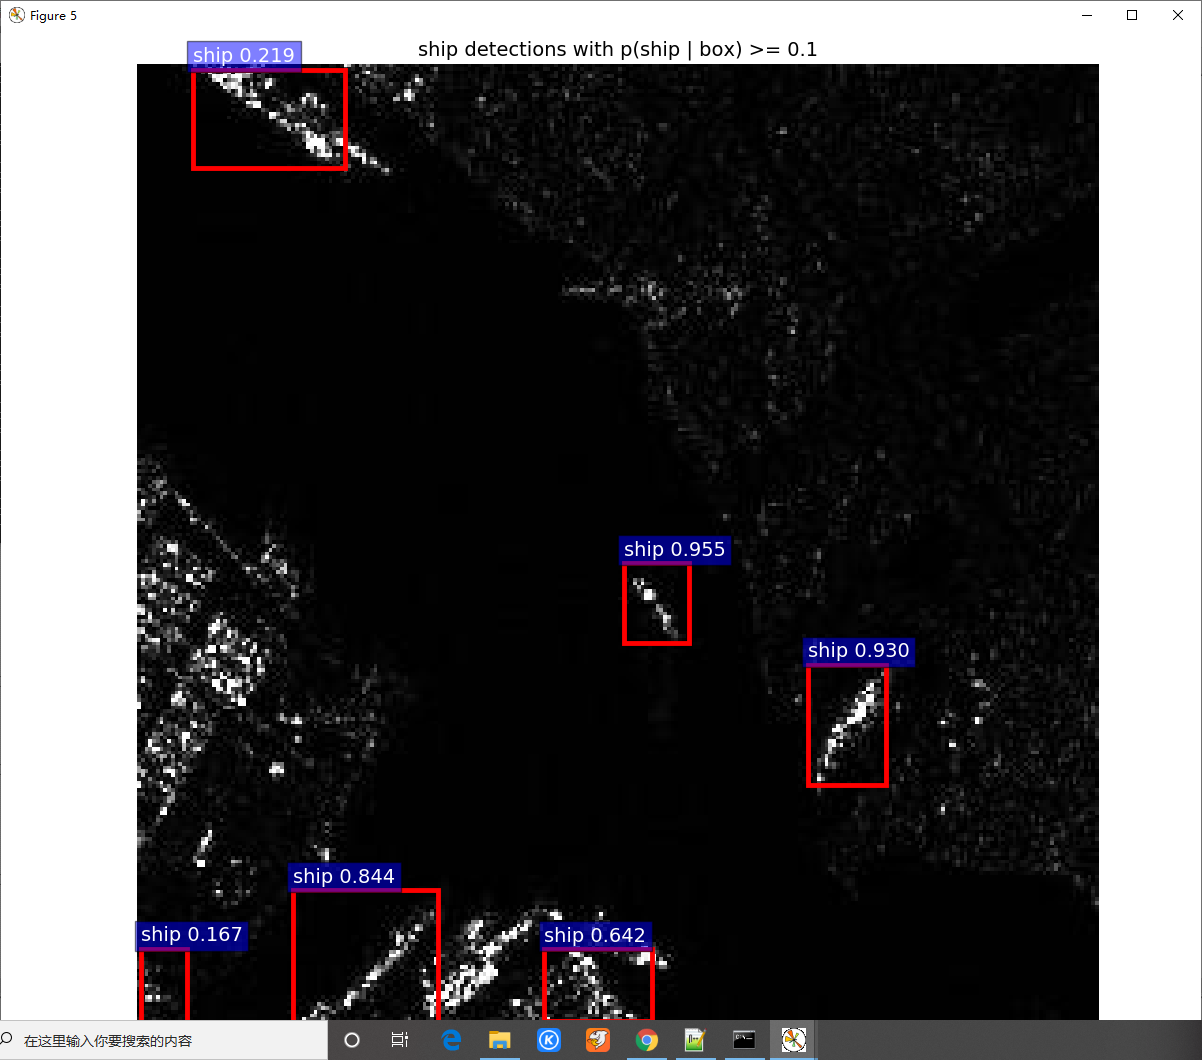 Figure 5
ship detections with p(ship | box) >= 0.1
ship 0.219
ship 0.955
ship 0.930
ship 0.844
ship 0.167
ship 0.642
在这里输入你要搜索的内容